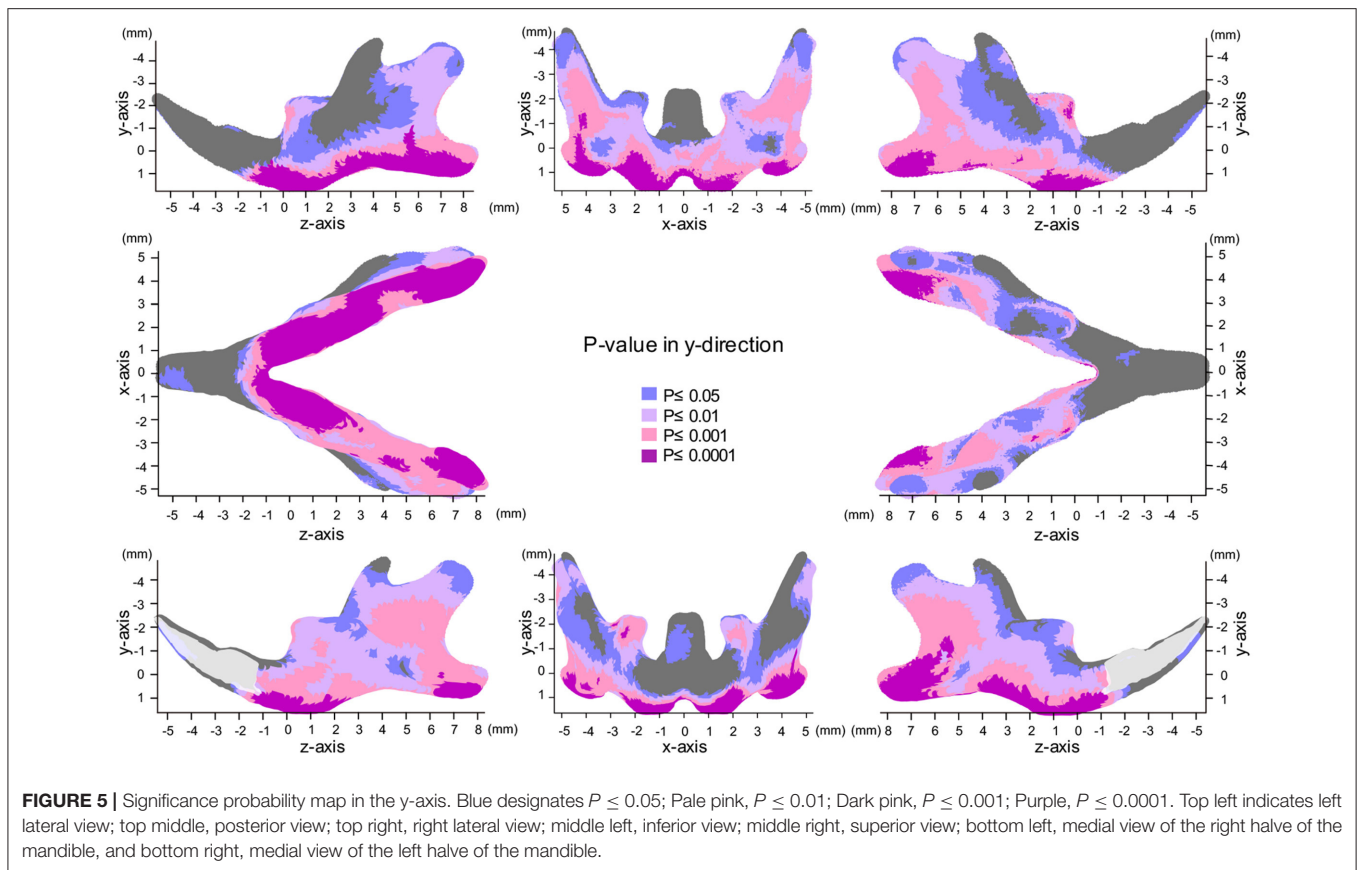 (mm)
-4
-3
-2
-1
0
1
y-axis
-5 -4 -3 -2 -1 0 1 2 3 4 5 6 7 8 (mm)
z-axis
(mm)
-4
-3
-2
-1
0
1
y-axis
5 4 3 2 1 0 -1 -2 -3 -4 -5 (mm)
x-axis
(mm)
-4
-3
-2
-1
0
1
y-axis
(mm) 8 7 6 5 4 3 2 1 0 -1 -2 -3 -4 -5
z-axis
(mm)
5
4
3
2
1
0
-1
-2
-3
-4
-5
x-axis
-5 -4 -3 -2 -1 0 1 2 3 4 5 6 7 8 (mm)
z-axis
P-value in y-direction
P≤ 0.05
P≤ 0.01
P≤ 0.001
P≤ 0.0001
(mm)
5
4
3
2
1
0
-1
-2
-3
-4
-5
x-axis
(mm) 8 7 6 5 4 3 2 1 0 -1 -2 -3 -4 -5
z-axis
(mm)
-4
-3
-2
-1
0
1
y-axis
-5 -4 -3 -2 -1 0 1 2 3 4 5 6 7 8 (mm)
z-axis
(mm)
-4
-3
-2
-1
0
1
y-axis
-5 -4 -3 -2 -1 0 1 2 3 4 5 (mm)
x-axis
(mm)
-4
-3
-2
-1
0
1
y-axis
(mm) 8 7 6 5 4 3 2 1 0 -1 -2 -3 -4 -5
z-axis
FIGURE 5 | Significance probability map in the y-axis. Blue designates P ≤ 0.05; Pale pink, P ≤ 0.01; Dark pink, P ≤ 0.001; Purple, P ≤ 0.0001. Top left indicates left
lateral view; top middle, posterior view; top right, right lateral view; middle left, inferior view; middle right, superior view; bottom left, medial view of the right halve of the
mandible, and bottom right, medial view of the left halve of the mandible.